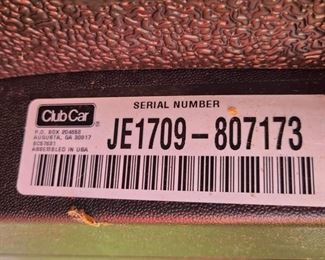 Club Car
SERIAL NUMBER
P.O. BOX 204658
AUGUSTA, GA 30917
ASSEMBLED IN USA
JE1709-807173